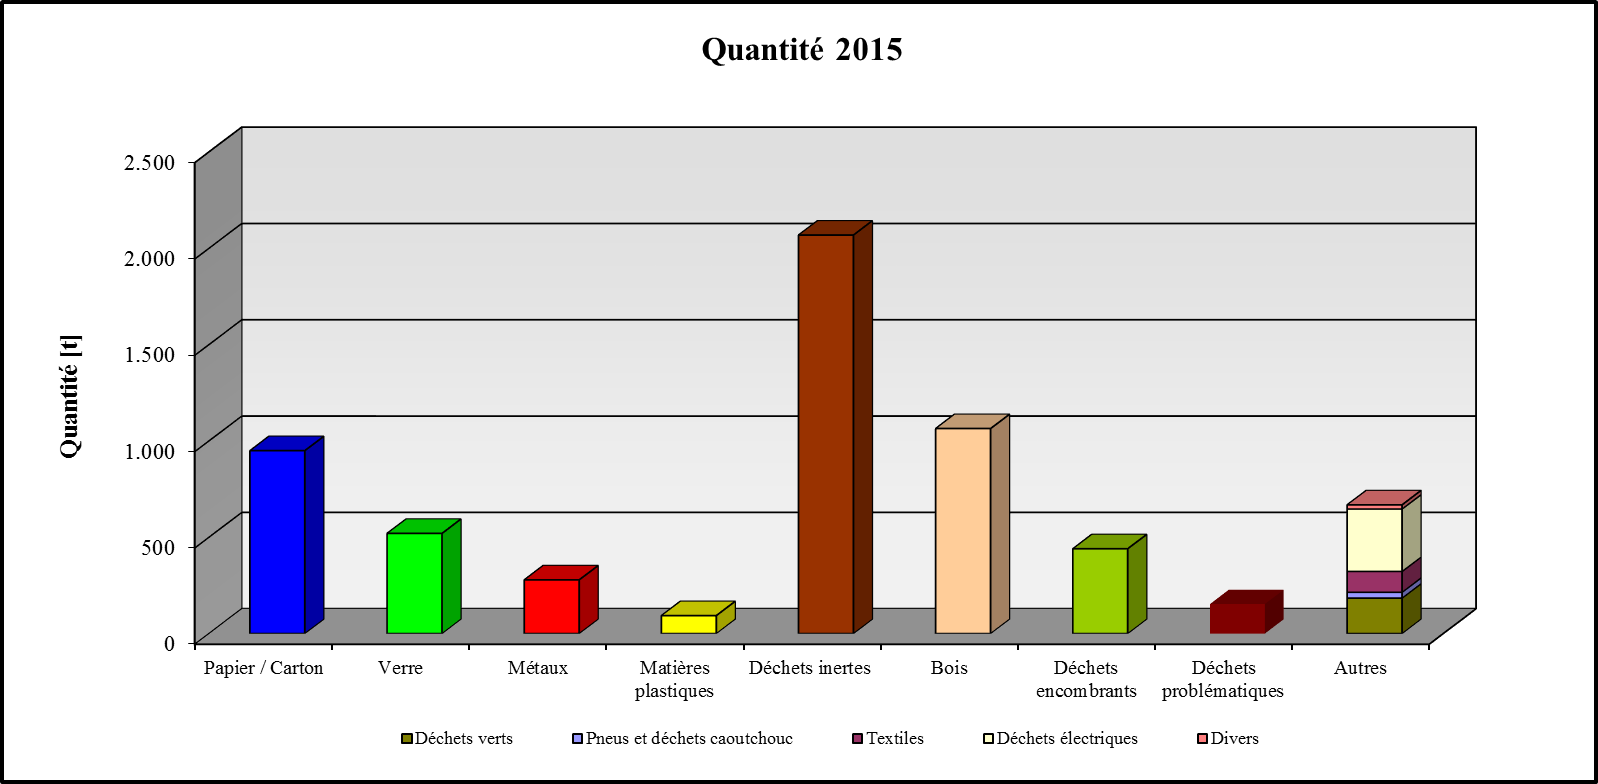 Quantité 2015
Quantité [t]
2.500
2.000
1.500
1.000
500
0
Papier / Carton
Verre
Métaux
Matières
plastiques
Déchets inertes
Bois
Déchets
encombrants
Déchets
problématiques
Autres
Déchets verts
Pneus et déchets caoutchouc
Textiles
Déchets électriques
Divers